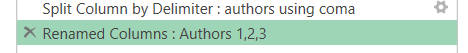 Split Column by Delimiter : authors using coma
Renamed Columns : Authors 1,2,3